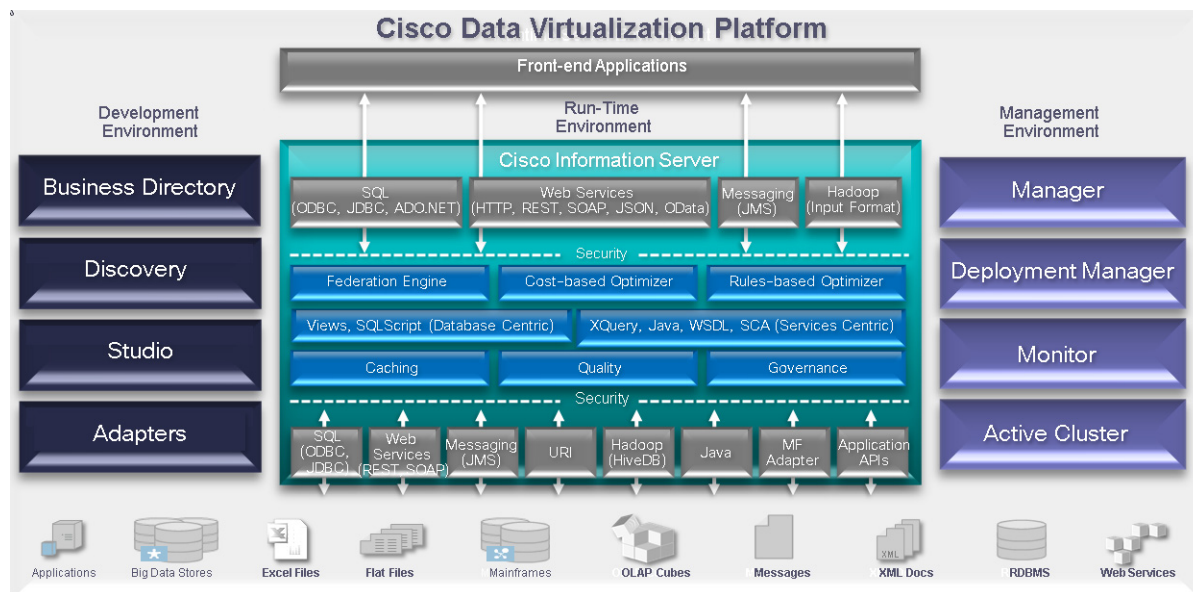 Cisco Data Virtualization Platform
Front-end Applications
Development
Environment
Run-Time
Environment
Management
Environment
Business Directory
Discovery
Studio
Adapters
Cisco Information Server
SQL
(ODBC, JDBC, ADO.NET)
Web Services
(HTTP, REST, SOAP, JSON, OData)
Messaging
(JMS)
Hadoop
(Input Format)
Security
Federation Engine
Cost-based Optimizer
Rules-based Optimizer
Views, SQLScript (Database Centric)
XQuery, Java, WSDL, SCA (Services Centric)
Caching
Quality
Governance
Security
SQL
(ODBC,
JDBC)
Web
Services
(REST, SOAP)
Messaging
(JMS)
URI
Hadoop
(HiveDB)
Java
MF
Adapter
Application
APIs
Manager
Deployment Manager
Monitor
Active Cluster
XML
Applications
Big Data Stores
Excel Files
Flat Files
Mainframes
OLAP Cubes
Messages
XML Docs
RDBMS
Web Services